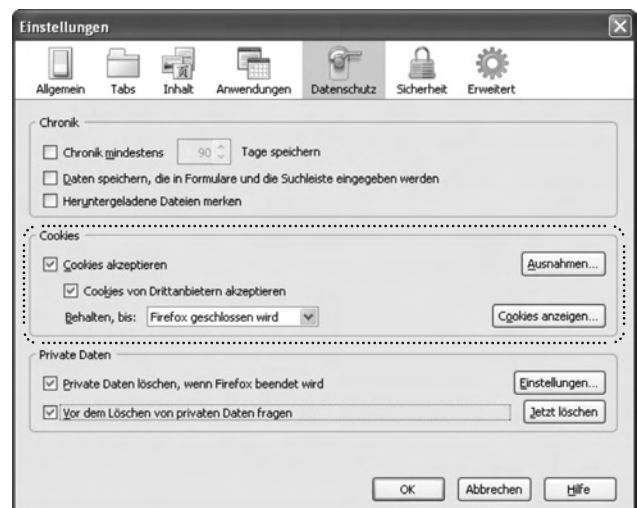 Einstellungen
Allgemein Tabs Inhalt Anwendungen Datenschutz Sicherheit Erweitert
Chronik
Chronik mindestens 90 Tage speichern
Daten speichern, die in Formulare und die Suchleiste eingegeben werden
Heruntergeladene Dateien merken
Cookies
Cookies akzeptieren Ausnahmen...
Cookies von Drittanbietern akzeptieren
Behalten, bis: Firefox geschlossen wird Cookies anzeigen...
Private Daten
Private Daten löschen, wenn Firefox beendet wird Einstellungen...
Vor dem Löschen von privaten Daten fragen Jetzt löschen
OK Abbrechen Hilfe